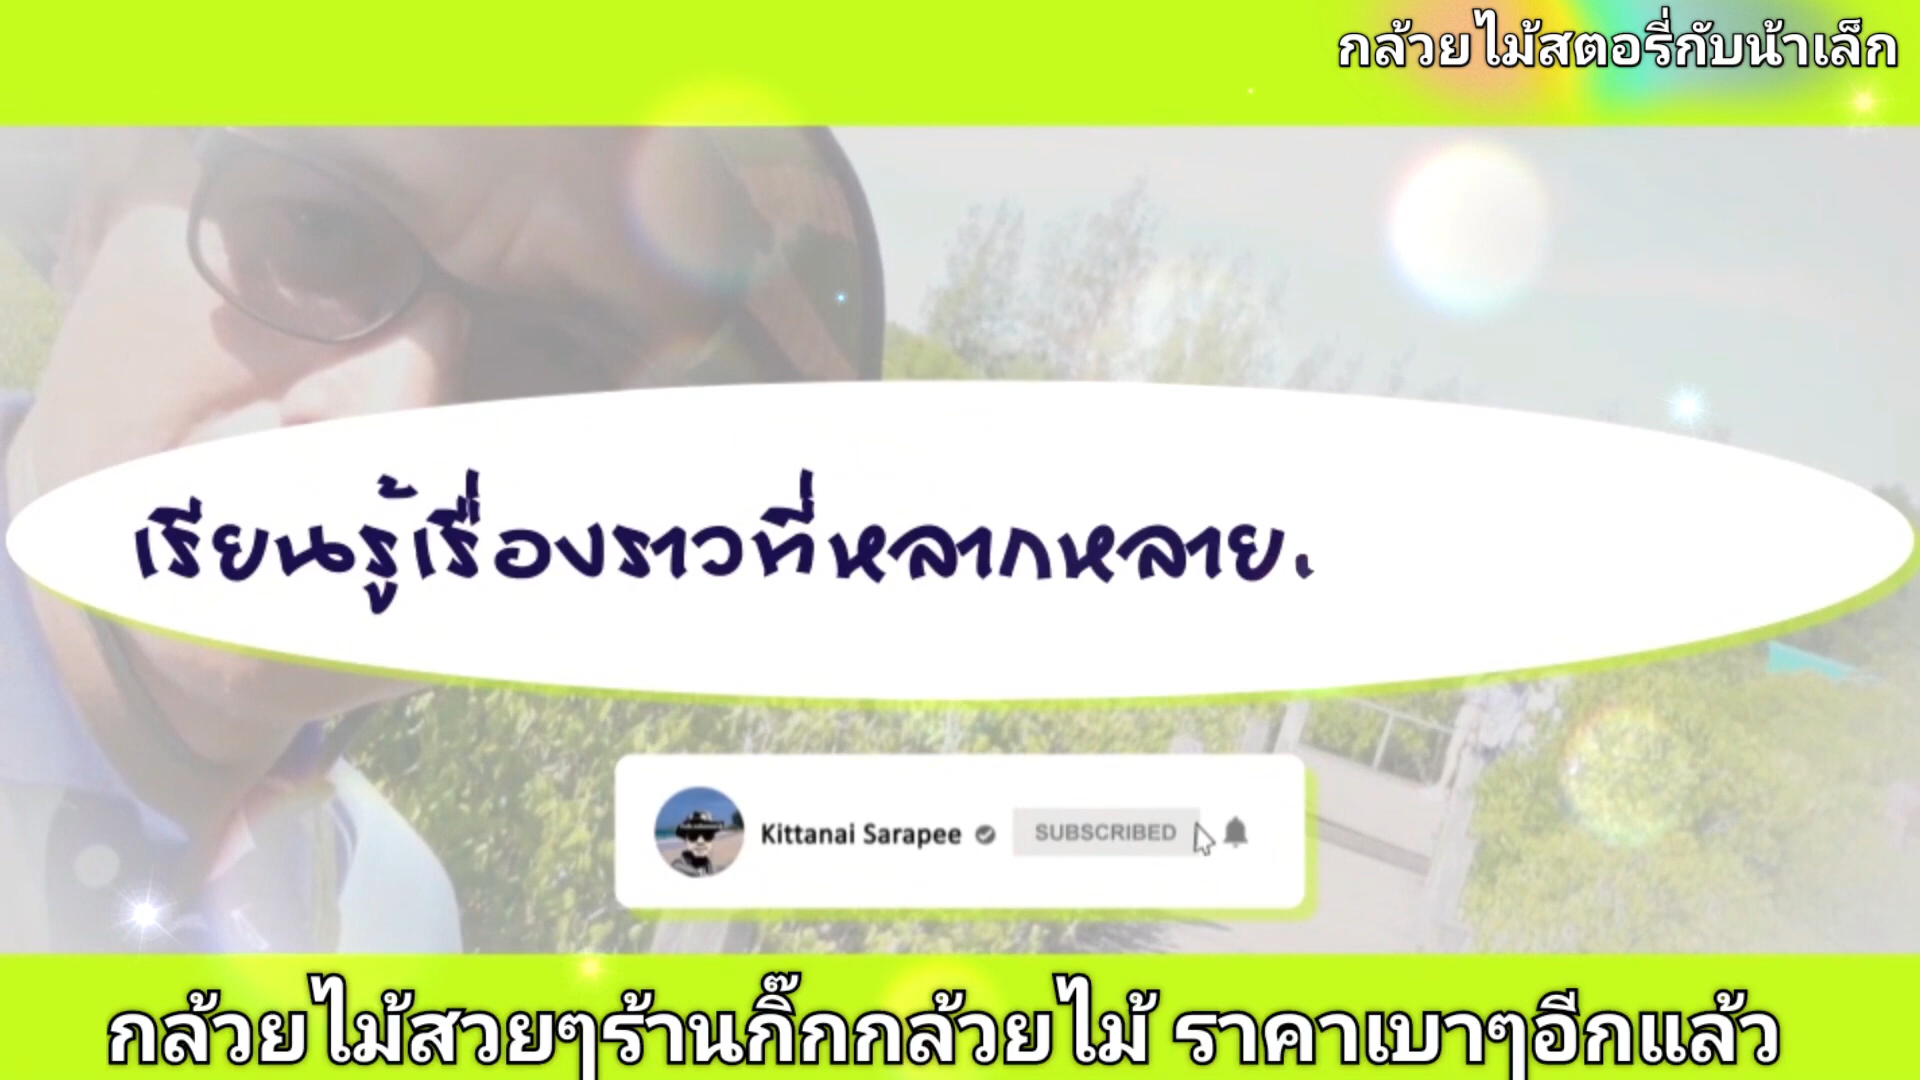 กล้วยไม้สตอรี่กับน้าเล็ก
เรียนรู้เรื่องราวที่หลากหลาย.
Kittanai Sarapee
SUBSCRIBED
กล้วยไม้สวยๆร้านกิ๊กกล้วยไม้ ราคาเบาๆอีกแล้ว